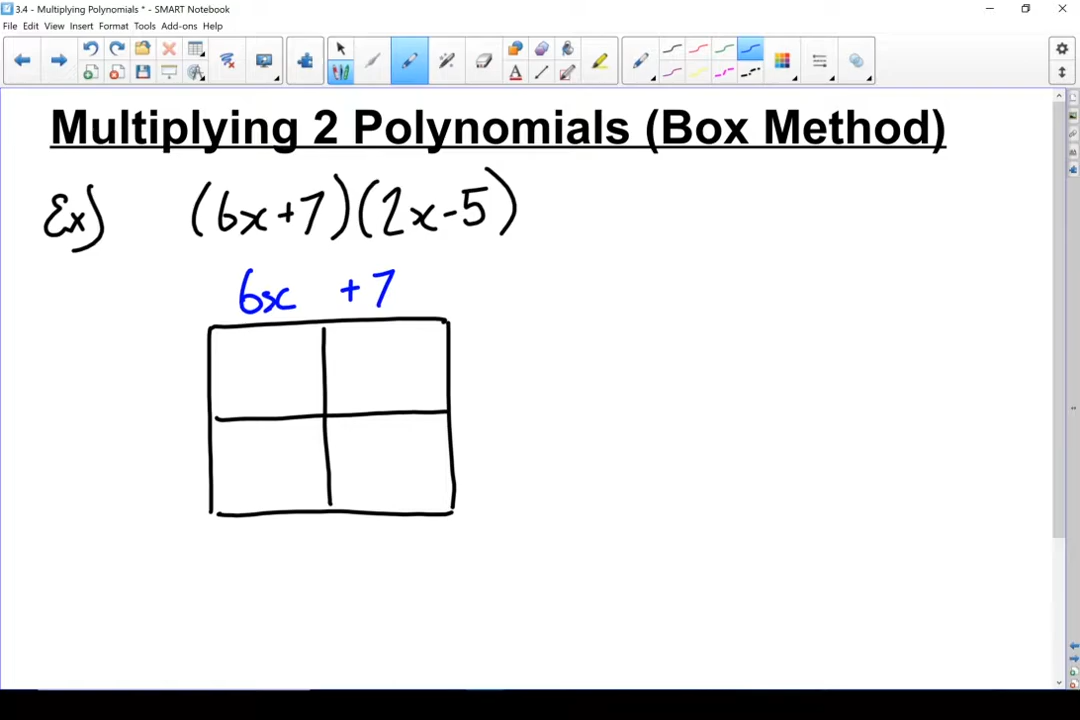 3.4 - Multiplying Polynomials * - SMART Notebook
File Edit View Insert Format Tools Add-ons Help
Multiplying 2 Polynomials (Box Method)
Ex) (6x+7)(2x-5)
6x +7